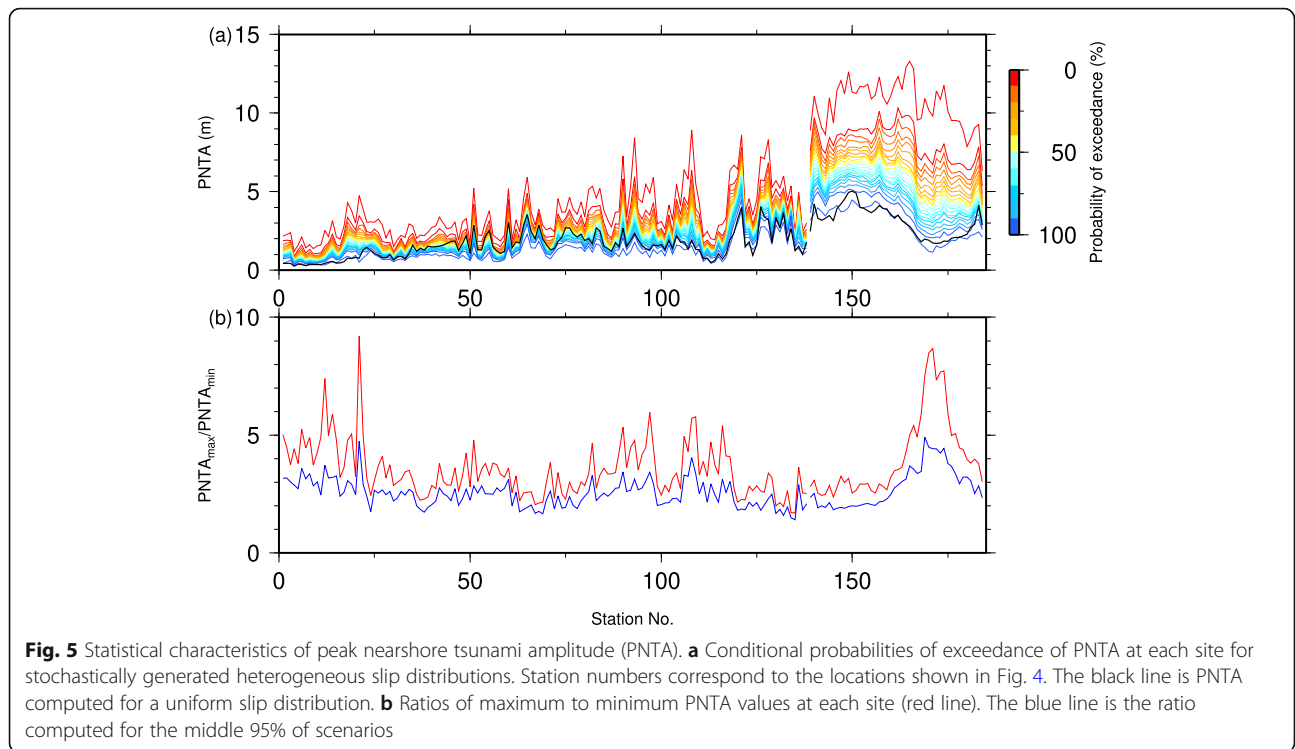 (a)
15
10
5
0
PNTA (m)
0 50 100 150
0
50
100
Probability of exceedance (%)
(b)
10
5
0
PNTAmax/PNTAmin
0 50 100 150
Station No.
Fig. 5 Statistical characteristics of peak nearshore tsunami amplitude (PNTA). a Conditional probabilities of exceedance of PNTA at each site for
stochastically generated heterogeneous slip distributions. Station numbers correspond to the locations shown in Fig. 4. The black line is PNTA
computed for a uniform slip distribution. b Ratios of maximum to minimum PNTA values at each site (red line). The blue line is the ratio
computed for the middle 95% of scenarios